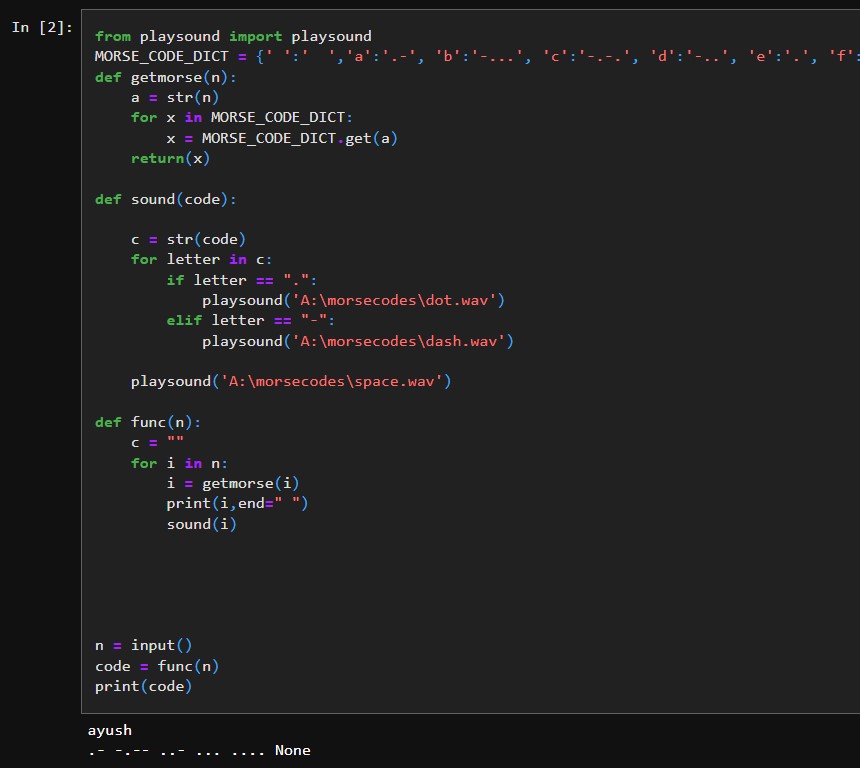 In [2]:
from playsound import playsound
MORSE_CODE_DICT = {' ':'  ','a':'.-', 'b':'-...', 'c':'-.-.', 'd':'-..', 'e':'.', 'f':
def getmorse(n):
    a = str(n)
    for x in MORSE_CODE_DICT:
        x = MORSE_CODE_DICT.get(a)
    return(x)
def sound(code):
    c = str(code)
    for letter in c:
        if letter == ".":
            playsound('A:\morsecodes\dot.wav')
        elif letter == "-":
            playsound('A:\morsecodes\dash.wav')
    playsound('A:\morsecodes\space.wav')
def func(n):
    c = ""
    for i in n:
        i = getmorse(i)
        print(i,end=" ")
        sound(i)
n = input()
code = func(n)
print(code)
ayush
.- -.-- ..- ... .... None